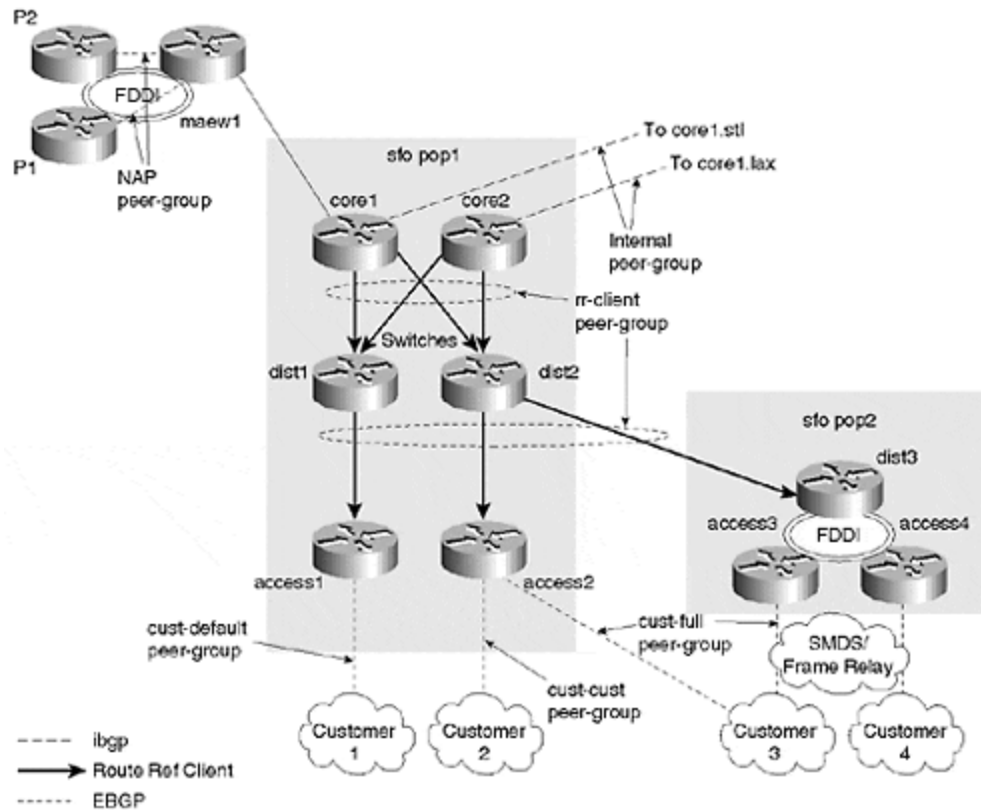 P2
FDDI
maew1
P1
NAP
peer-group
To core1.stl
sfo pop1
To core1.lax
core1
core2
Internal
peer-group
rr-client
peer-group
Switches
dist1
dist2
sfo pop2
dist3
access3
access4
FDDI
access1
access2
cust-default
peer-group
cust-full
peer-group
SMDS/
Frame Relay
cust-cust
peer-group
Customer
1
Customer
2
Customer
3
Customer
4
ibgp
Route Ref Client
EBGP